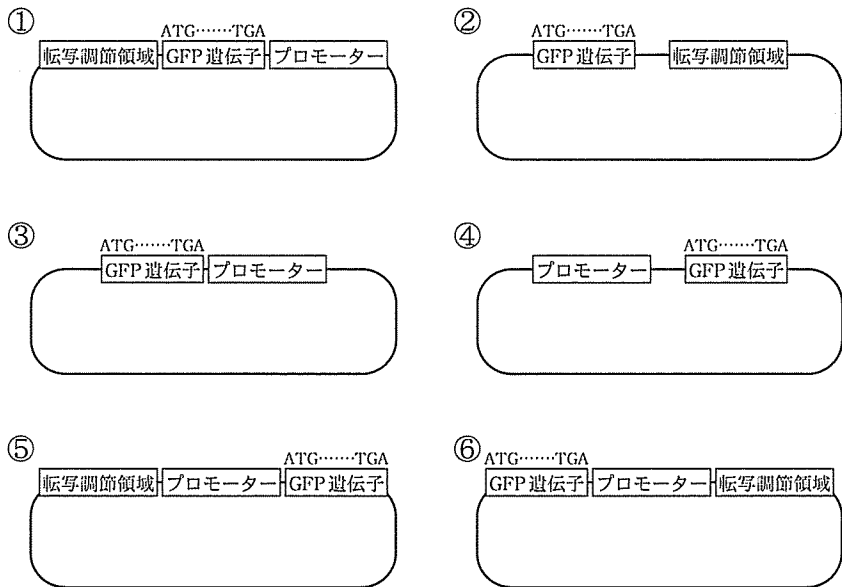 ① ATG……TGA
転写調節領域 GFP遺伝子 プロモーター
② ATG……TGA
GFP遺伝子 転写調節領域
③ ATG……TGA
GFP遺伝子 プロモーター
④ ATG……TGA
プロモーター GFP遺伝子
⑤ ATG……TGA
転写調節領域 プロモーター GFP遺伝子
⑥ ATG……TGA
GFP遺伝子 プロモーター 転写調節領域